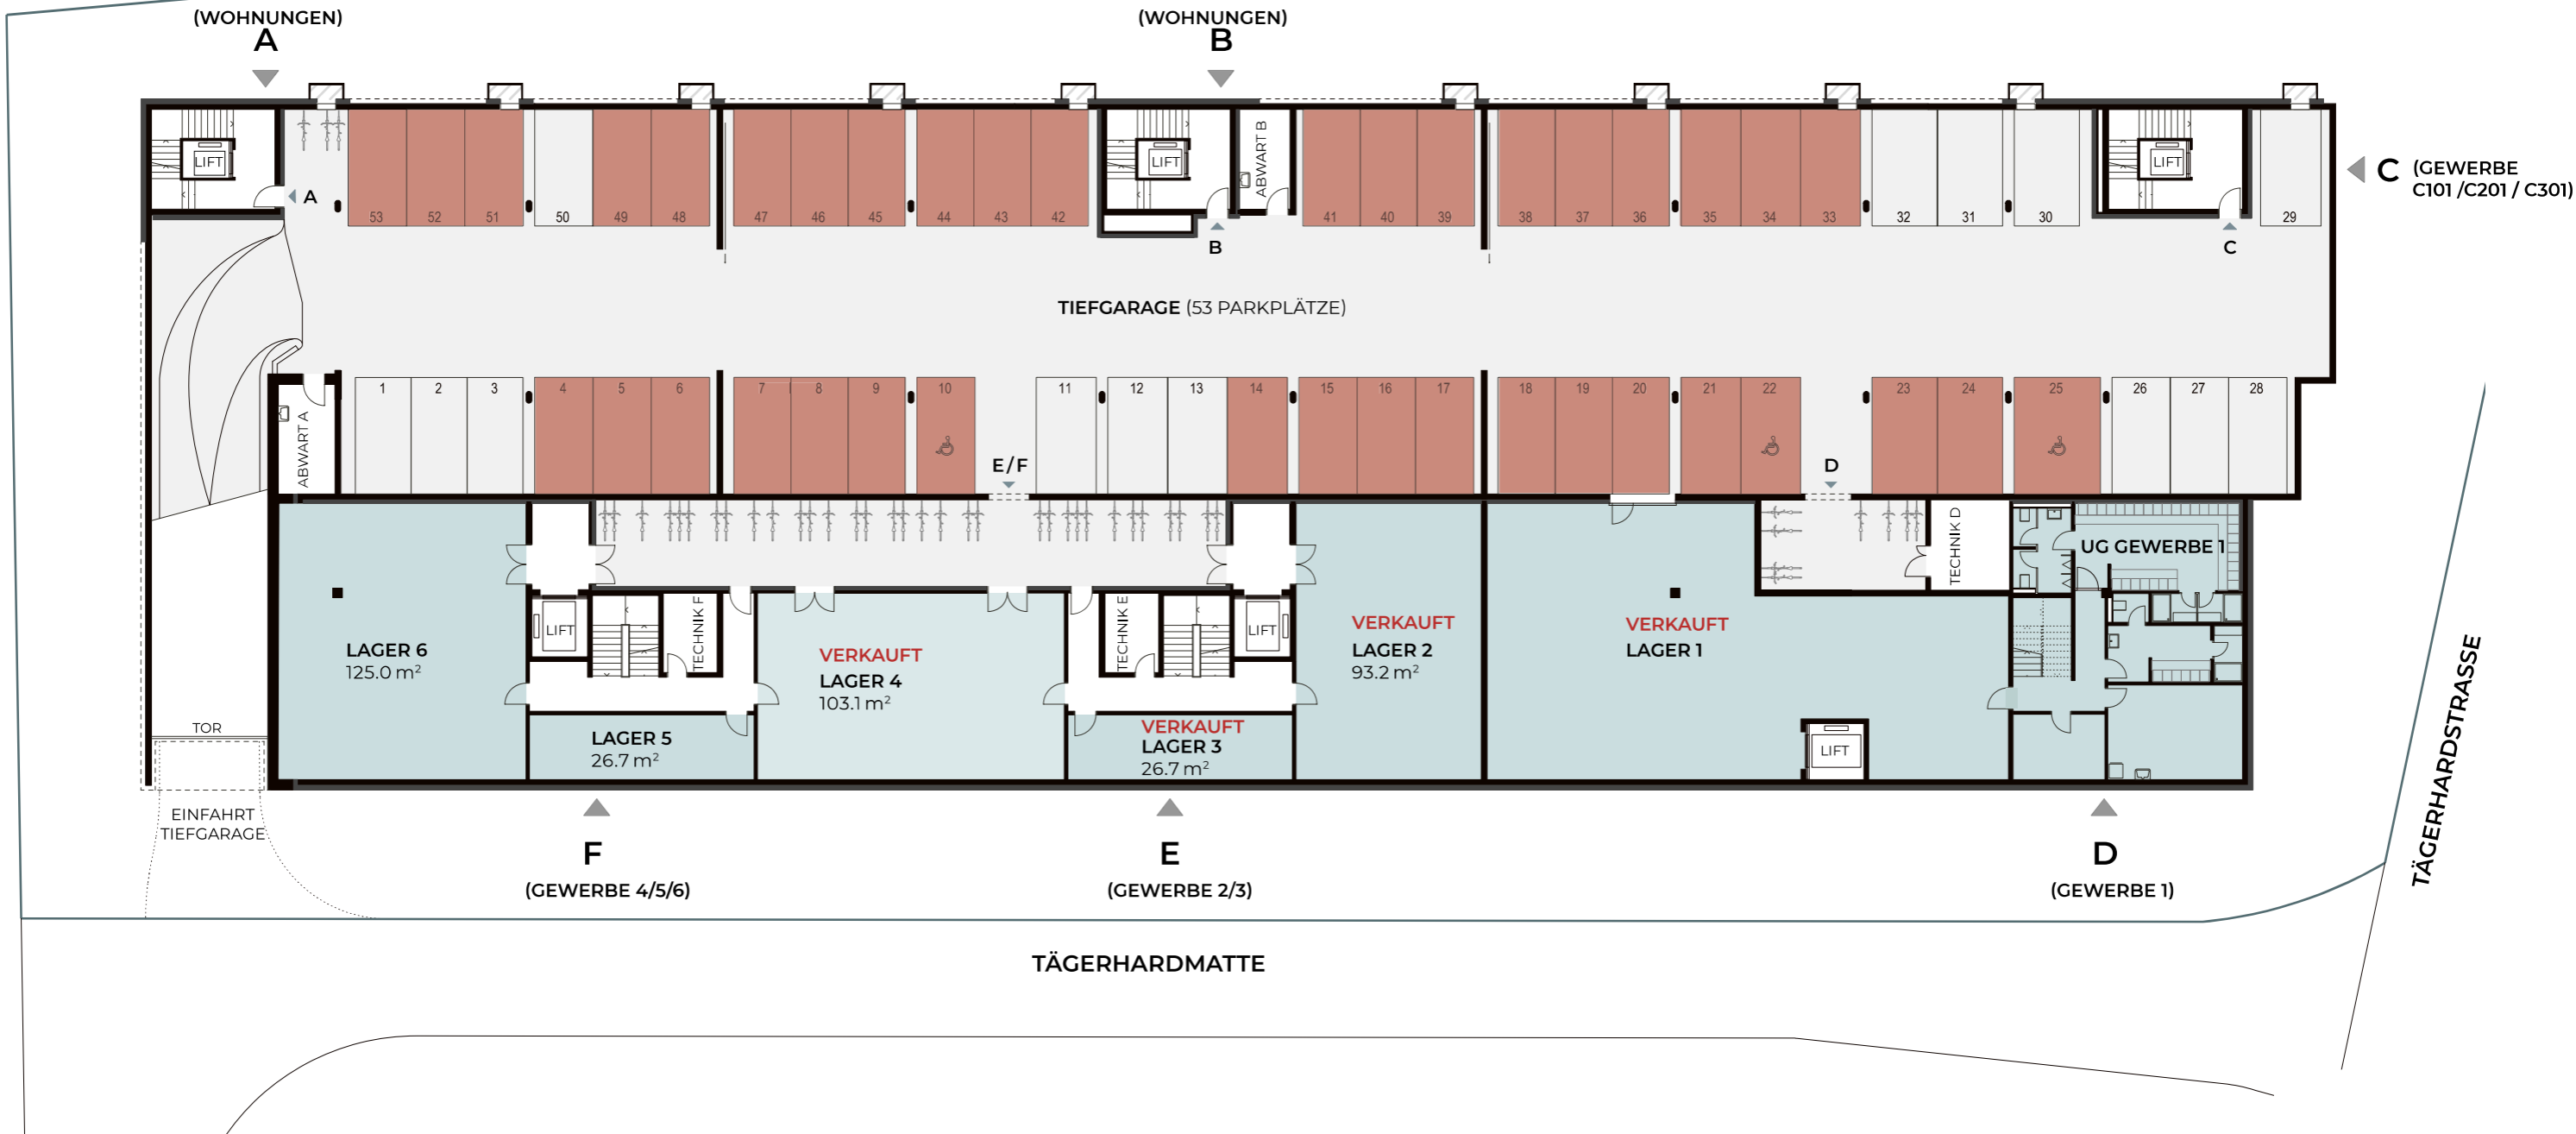 (WOHNUNGEN)
A
(WOHNUNGEN)
B
LIFT
A
53 52 51 50 49 48 47 46 45 44 43 42
LIFT
ABWART B
B
41 40 39 38 37 36 35 34 33 32 31 30
LIFT
C
29
C (GEWERBE
C101 /C201 / C301)
TIEFGARAGE (53 PARKPLÄTZE)
ABWART A
1 2 3 4 5 6 7 8 9 10 11 12 13 14 15 16 17 18 19 20 21 22 23 24 25 26 27 28
E / F
D
TECHNIK D
UG GEWERBE 1
LAGER 6
125.0 m²
LIFT
TECHNIK F
VERKAUFT
LAGER 4
103.1 m²
TECHNIK E
LIFT
VERKAUFT
LAGER 2
93.2 m²
VERKAUFT
LAGER 1
LIFT
LAGER 5
26.7 m²
VERKAUFT
LAGER 3
26.7 m²
TOR
EINFAHRT
TIEFGARAGE
F
(GEWERBE 4/5/6)
E
(GEWERBE 2/3)
D
(GEWERBE 1)
TÄGERHARDSTRASSE
TÄGERHARDMATTE